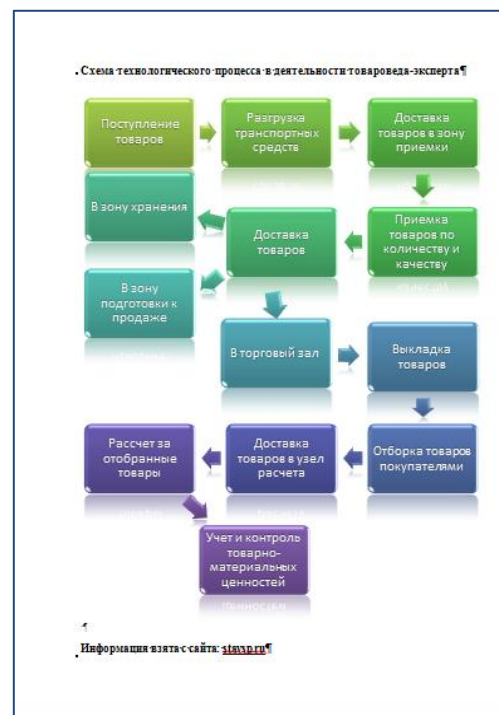 Схема технологического процесса в деятельности товароведа-эксперта¶
Поступление
товаров
Разгрузка
транспортных
средств
Доставка
товаров в зону
приемки
Приемка
товаров по
количеству и
качеству
Доставка
товаров
В зону хранения
В зону
подготовки к
продаже
В торговый зал
Выкладка
товаров
Отборка товаров
покупателями
Доставка
товаров в узел
расчета
Рассчет за
отобранные
товары
Учет и контроль
товарно-
материальных
ценностей
¶
Информация взята с сайта: stavsp.ru¶